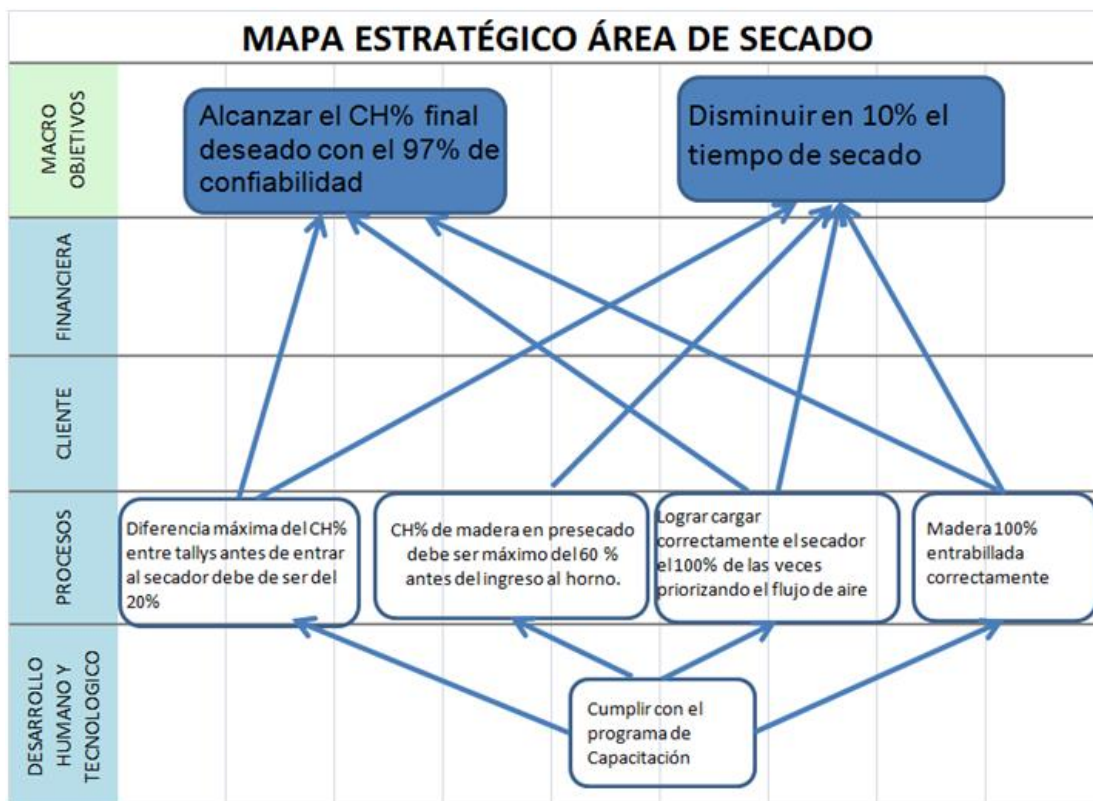 MAPA ESTRATÉGICO ÁREA DE SECADO
MACRO
OBJETIVOS
Alcanzar el CH% final
deseado con el 97% de
confiabilidad
Disminuir en 10% el
tiempo de secado
FINANCIERA
CLIENTE
PROCESOS
Diferencia máxima del CH%
entre tallys antes de entrar
al secador debe de ser del
20%
CH% de madera en presecado
debe ser máximo del 60 %
antes del ingreso al horno.
Lograr cargar
correctamente el secador
el 100% de las veces
priorizando el flujo de aire
Madera 100%
entrabillada
correctamente
DESARROLLO
HUMANO Y
TECNOLOGICO
Cumplir con el
programa de
Capacitación